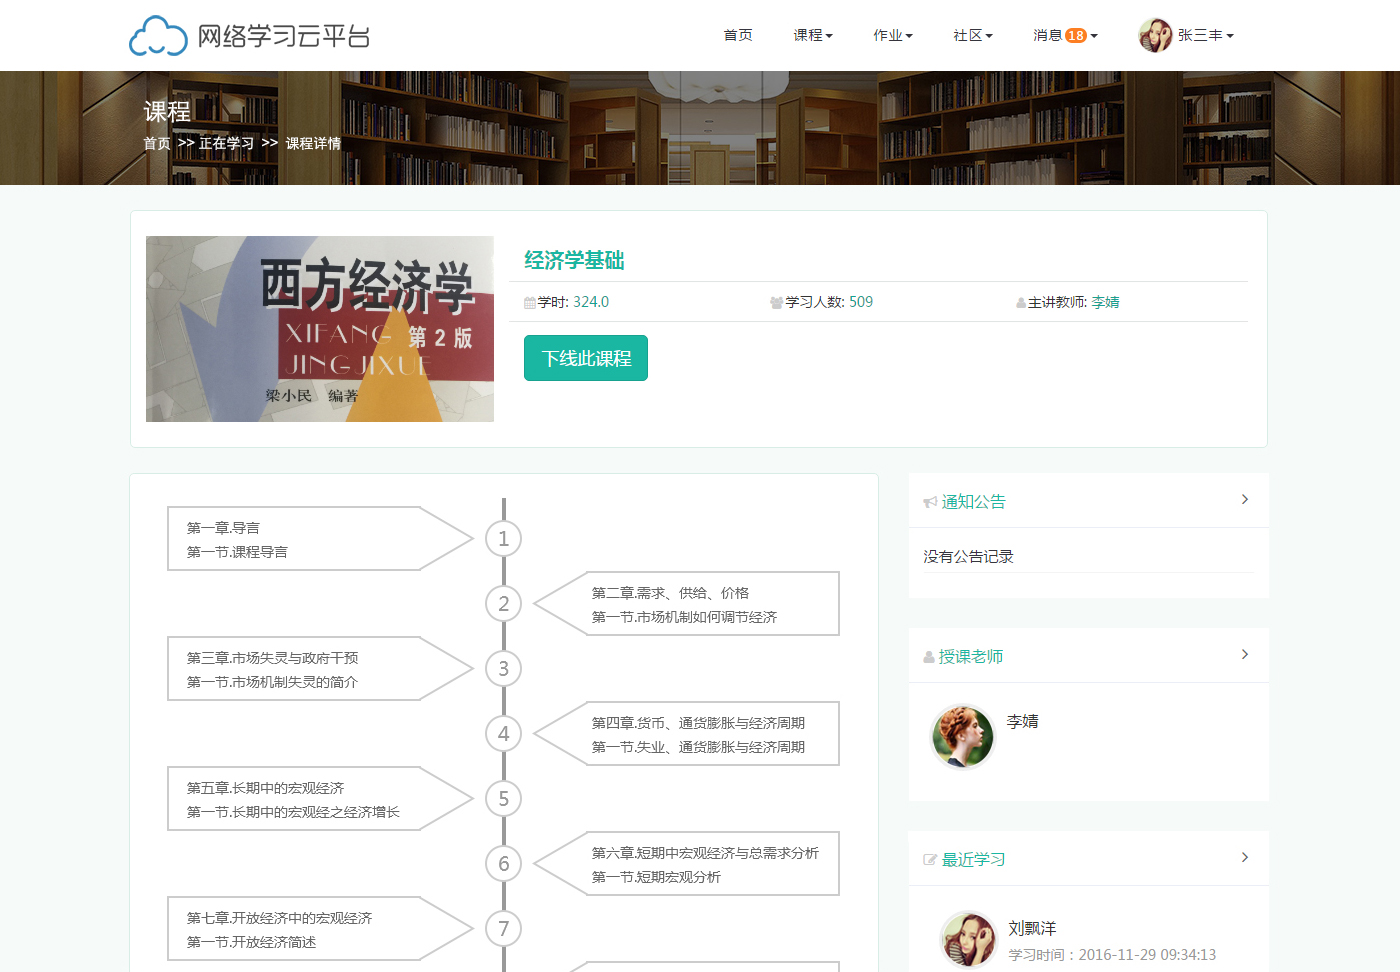 网络学习云平台
首页 课程 作业 社区 消息 18 张三丰
课程
首页 >> 正在学习 >> 课程详情
西方经济学
XIFANG
第2版
JINGJIXUE
梁小民 编著
经济学基础
学时: 324.0 学习人数: 509 主讲教师: 李婧
下线此课程
第一章.导言
第一节.课程导言
1
2
第二章.需求、供给、价格
第一节.市场机制如何调节经济
第三章.市场失灵与政府干预
第一节.市场机制失灵的简介
3
4
第四章.货币、通货膨胀与经济周期
第一节.失业、通货膨胀与经济周期
第五章.长期中的宏观经济
第一节.长期中的宏观经之经济增长
5
6
第六章.短期中宏观经济与总需求分析
第一节.短期宏观分析
第七章.开放经济中的宏观经济
第一节.开放经济简述
7
通知公告
没有公告记录
授课老师
李婧
最近学习
刘飘洋
学习时间：2016-11-29 09:34:13